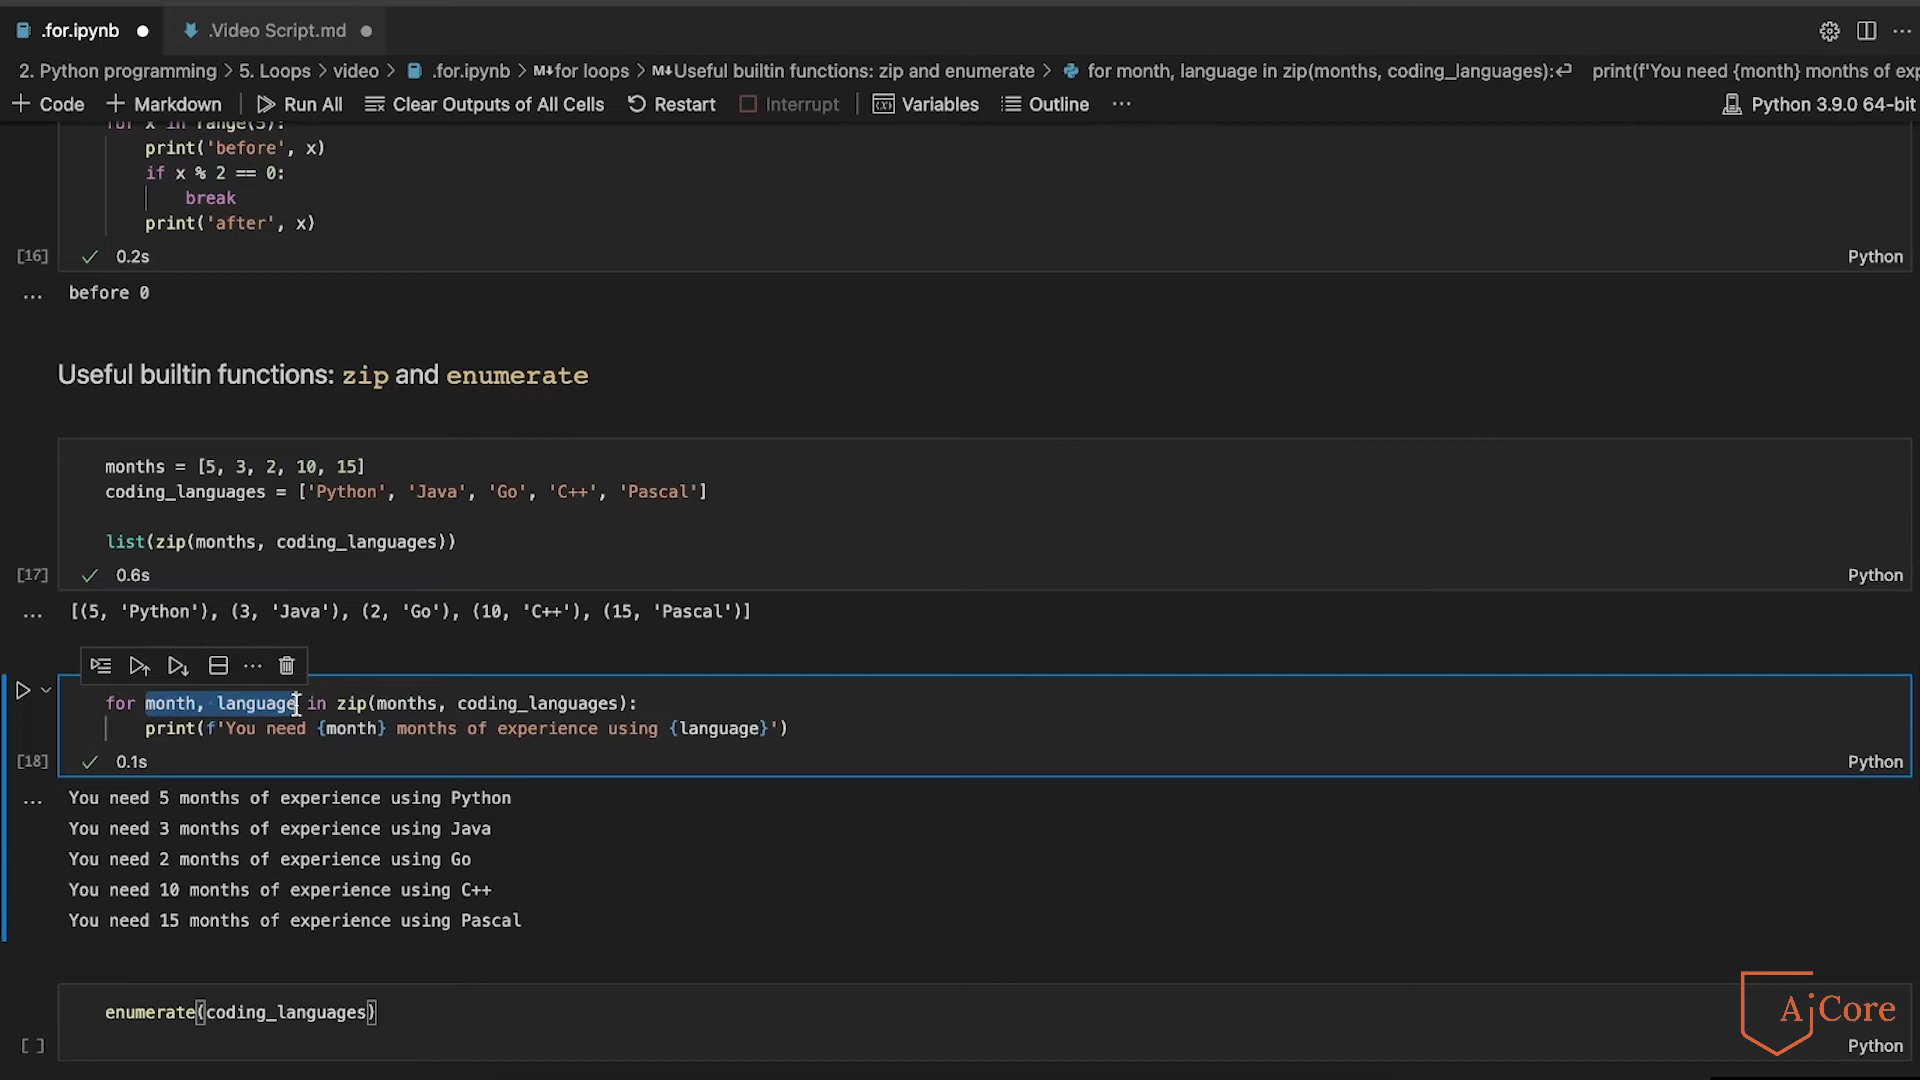 .for.ipynb
.Video Script.md
2. Python programming > 5. Loops > video > .for.ipynb > M↓for loops > M↓Useful builtin functions: zip and enumerate > for month, language in zip(months, coding_languages):↵ print(f'You need {month} months of exp
+ Code + Markdown Run All Clear Outputs of All Cells Restart Interrupt Variables Outline ... Python 3.9.0 64-bit
for x in range(5):
print('before', x)
if x % 2 == 0:
break
print('after', x)
[16] ✓ 0.2s Python
... before 0
Useful builtin functions: zip and enumerate
months = [5, 3, 2, 10, 15]
coding_languages = ['Python', 'Java', 'Go', 'C++', 'Pascal']
list(zip(months, coding_languages))
[17] ✓ 0.6s Python
... [(5, 'Python'), (3, 'Java'), (2, 'Go'), (10, 'C++'), (15, 'Pascal')]
for month, language in zip(months, coding_languages):
print(f'You need {month} months of experience using {language}')
[18] ✓ 0.1s Python
... You need 5 months of experience using Python
You need 3 months of experience using Java
You need 2 months of experience using Go
You need 10 months of experience using C++
You need 15 months of experience using Pascal
enumerate(coding_languages)
[ ] Python
AiCore